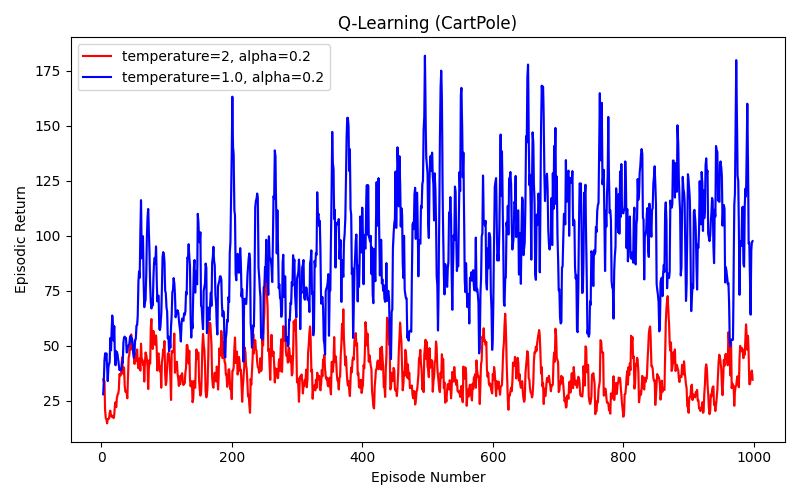 Q-Learning (CartPole)
temperature=2, alpha=0.2
temperature=1.0, alpha=0.2
Episodic Return
175
150
125
100
75
50
25
0
200
400
600
800
1000
Episode Number